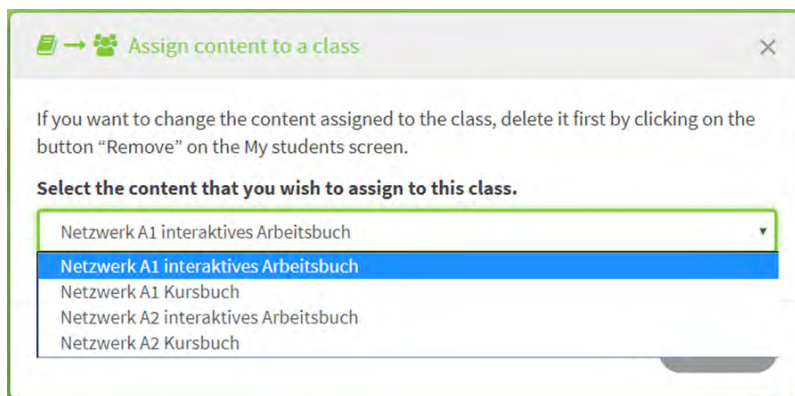 Assign content to a class
If you want to change the content assigned to the class, delete it first by clicking on the
button “Remove” on the My students screen.
Select the content that you wish to assign to this class.
Netzwerk A1 interaktives Arbeitsbuch
Netzwerk A1 interaktives Arbeitsbuch
Netzwerk A1 Kursbuch
Netzwerk A2 interaktives Arbeitsbuch
Netzwerk A2 Kursbuch